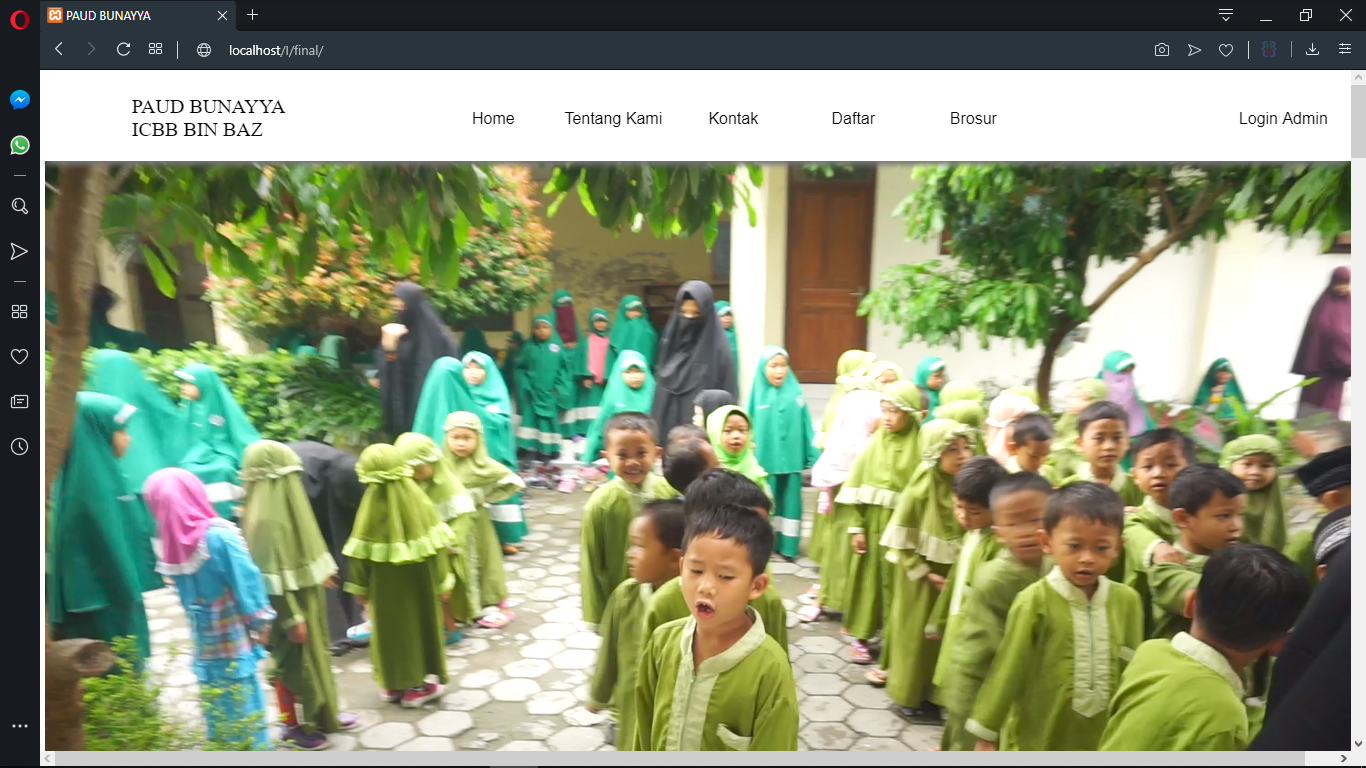 PAUD BUNAYYA
localhost/I/final/
PAUD BUNAYYA
ICBB BIN BAZ
Home Tentang Kami Kontak Daftar Brosur Login Admin